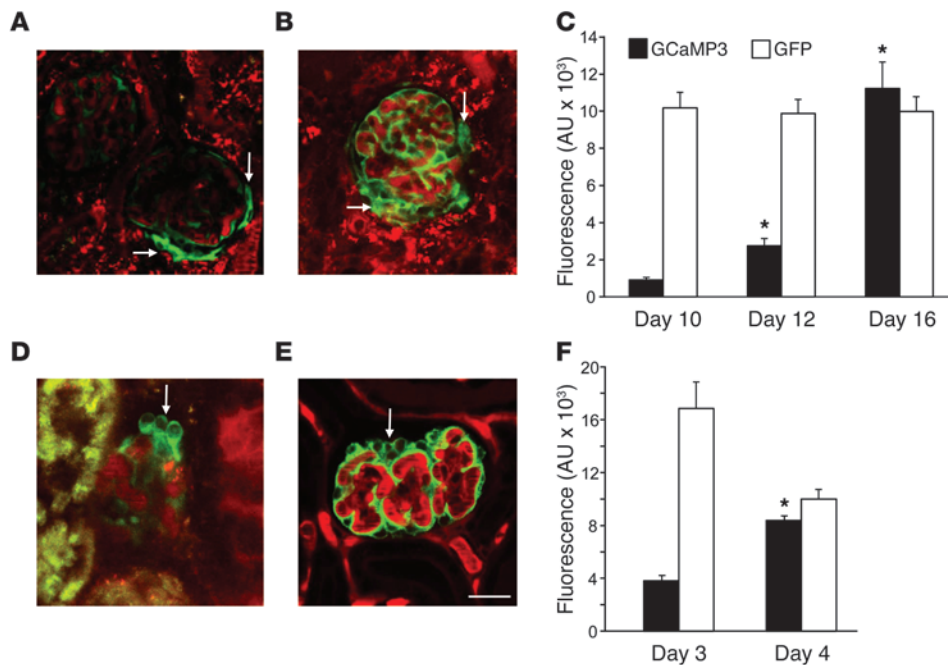 A
B
C
GCaMP3
GFP
Fluorescence (AU x 10³)
14
12
10
8
6
4
2
0
*
*
Day 10
Day 12
Day 16
D
E
F
Fluorescence (AU x 10³)
20
16
12
8
4
0
*
Day 3
Day 4